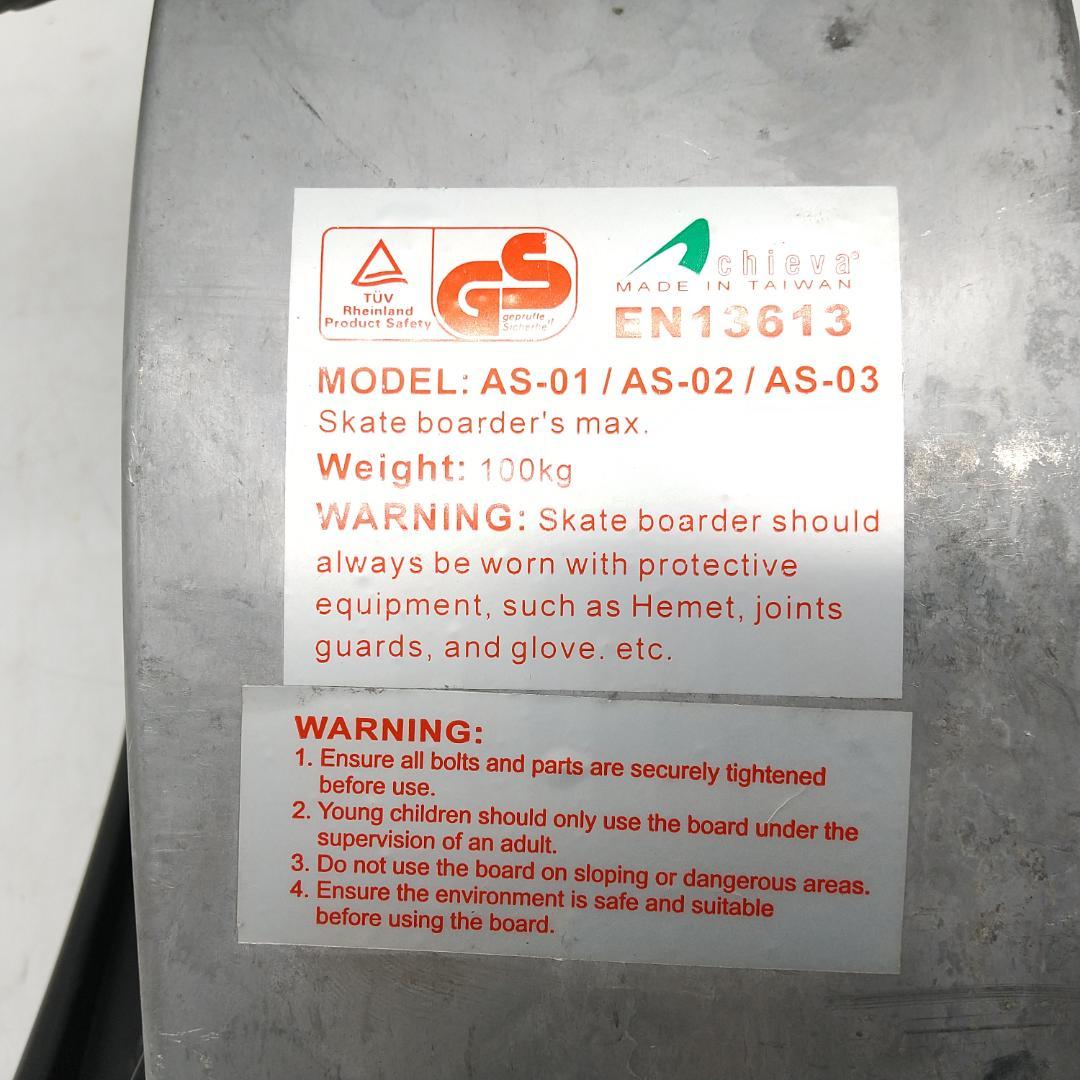 TÜV
Rheinland
Product Safety
GS
geprüfte
Sicherheit
Achieva®
MADE IN TAIWAN
EN13613
MODEL: AS-01 / AS-02 / AS-03
Skate boarder's max.
Weight: 100kg
WARNING: Skate boarder should
always be worn with protective
equipment, such as Hemet, joints
guards, and glove. etc.
WARNING:
1. Ensure all bolts and parts are securely tightened
before use.
2. Young children should only use the board under the
supervision of an adult.
3. Do not use the board on sloping or dangerous areas.
4. Ensure the environment is safe and suitable
before using the board.